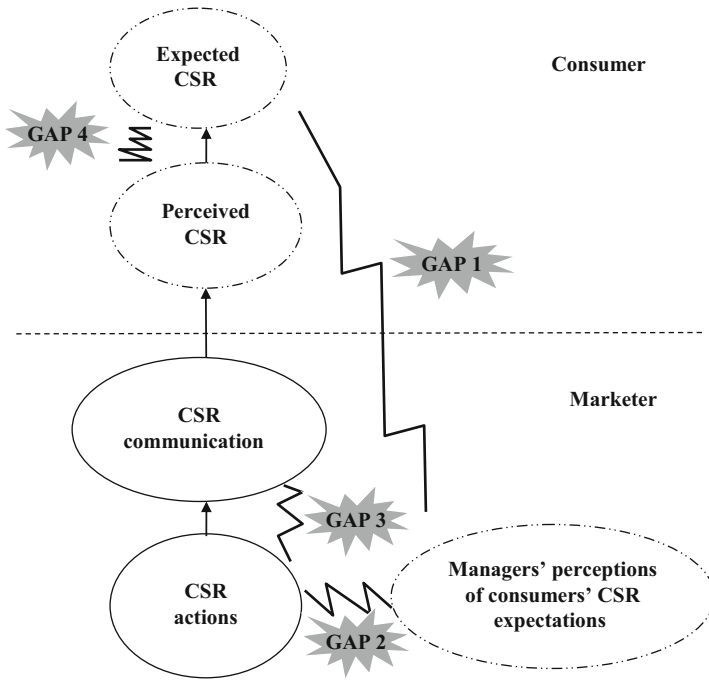 Expected
CSR
Consumer
GAP 4
Perceived
CSR
GAP 1
CSR
communication
Marketer
GAP 3
CSR
actions
Managers’ perceptions
of consumers’ CSR
expectations
GAP 2